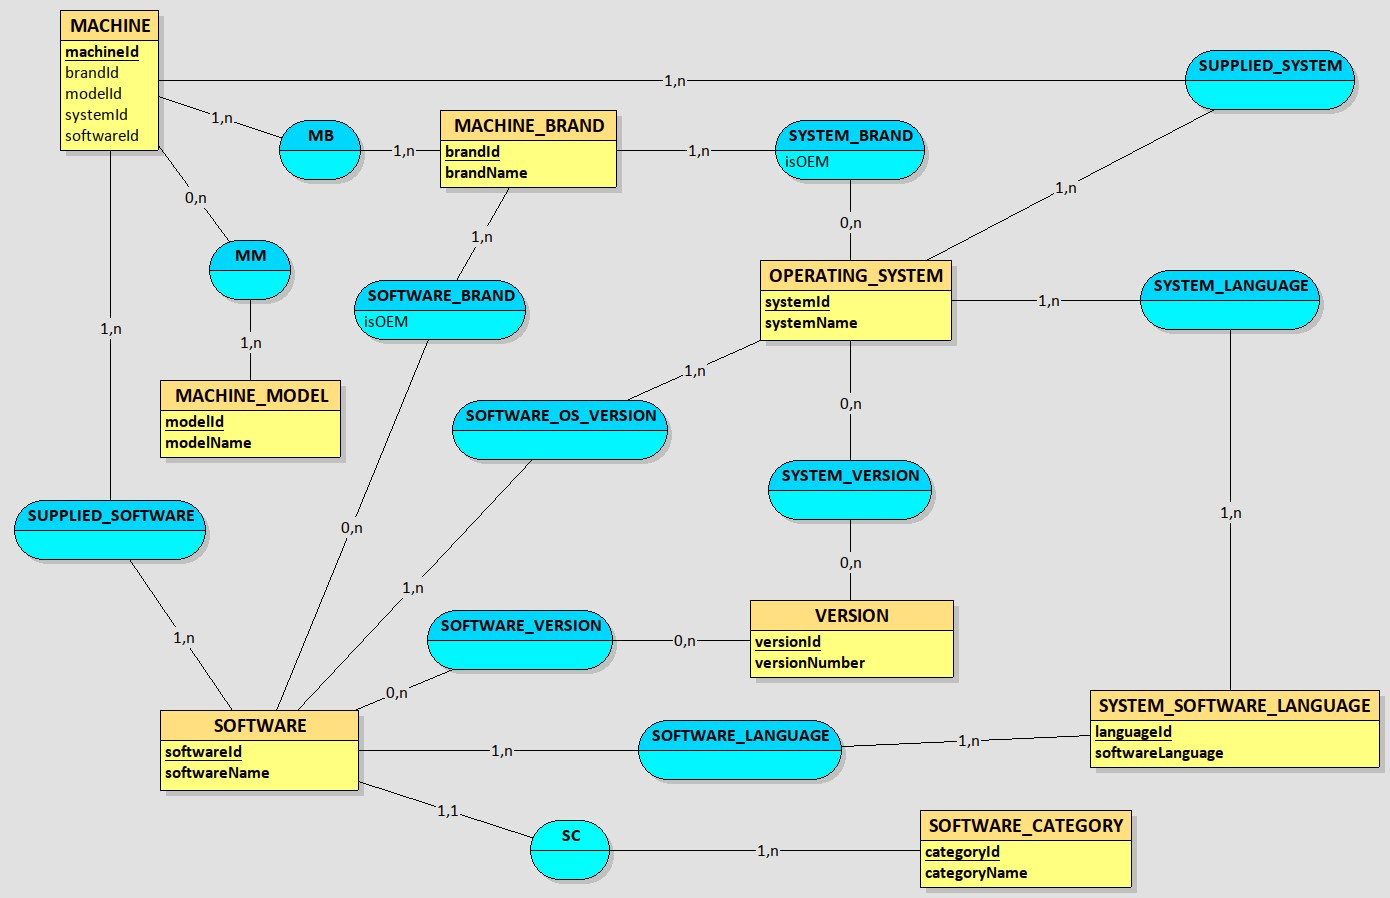 MACHINE
machineId
brandId
modelId
systemId
softwareId
1,n
SUPPLIED_SYSTEM
1,n
MB
1,n
MACHINE_BRAND
brandId
brandName
1,n
SYSTEM_BRAND
isOEM
0,n
1,n
0,n
1,n
MM
1,n
SOFTWARE_BRAND
isOEM
OPERATING_SYSTEM
systemId
systemName
1,n
SYSTEM_LANGUAGE
1,n
1,n
MACHINE_MODEL
modelId
modelName
1,n
SOFTWARE_OS_VERSION
0,n
SYSTEM_VERSION
SUPPLIED_SOFTWARE
0,n
1,n
0,n
1,n
1,n
SOFTWARE_VERSION
0,n
VERSION
versionId
versionNumber
0,n
SOFTWARE
softwareId
softwareName
1,n
SOFTWARE_LANGUAGE
1,n
SYSTEM_SOFTWARE_LANGUAGE
languageId
softwareLanguage
1,1
SC
1,n
SOFTWARE_CATEGORY
categoryId
categoryName